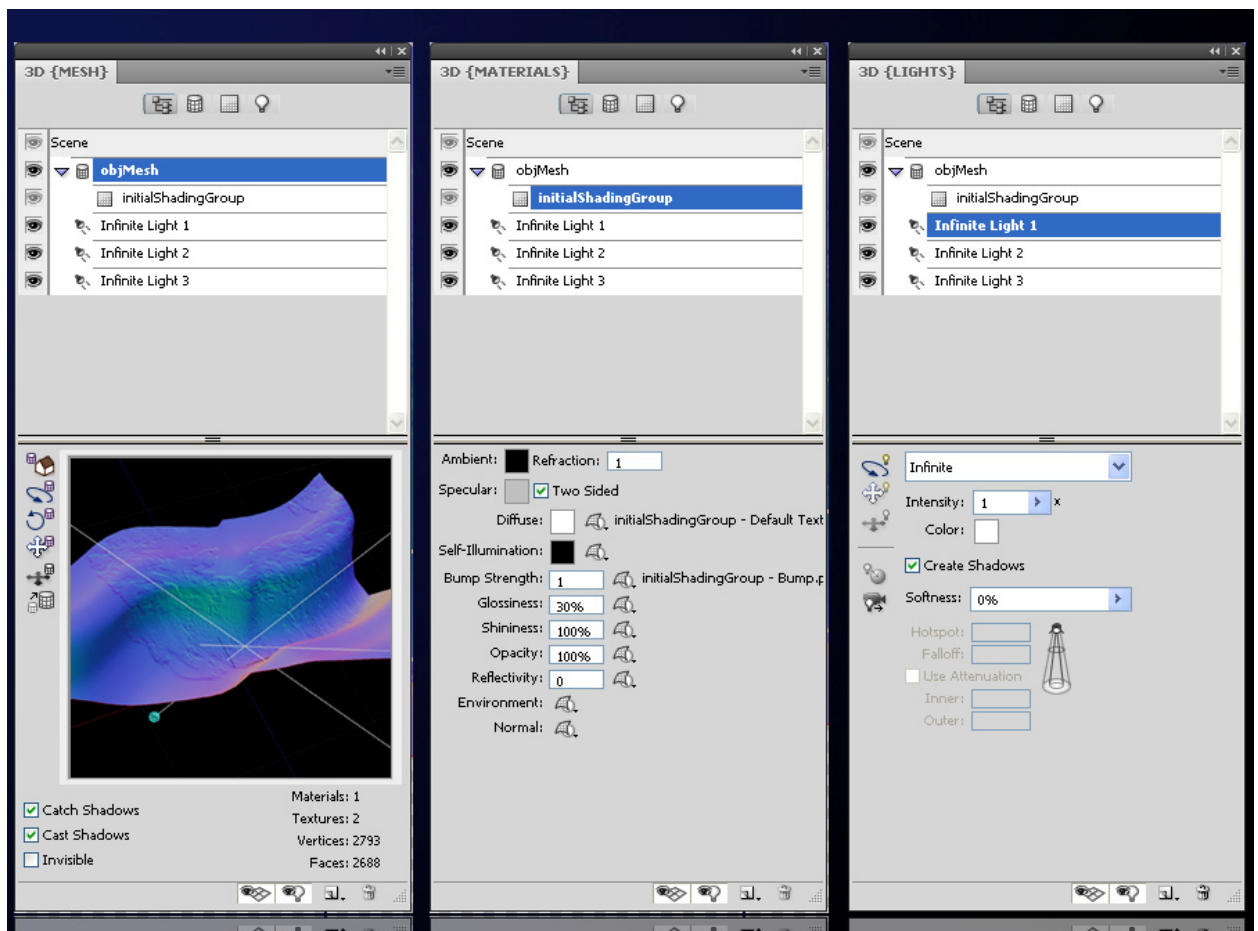 3D {MESH}
Scene
objMesh
initialShadingGroup
Infinite Light 1
Infinite Light 2
Infinite Light 3
Catch Shadows
Cast Shadows
Invisible
Materials: 1
Textures: 2
Vertices: 2793
Faces: 2688
3D {MATERIALS}
Scene
objMesh
initialShadingGroup
Infinite Light 1
Infinite Light 2
Infinite Light 3
Ambient: Refraction: 1
Specular: Two Sided
Diffuse: initialShadingGroup - Default Text
Self-Illumination:
Bump Strength: 1 initialShadingGroup - Bump.p
Glossiness: 30%
Shininess: 100%
Opacity: 100%
Reflectivity: 0
Environment:
Normal:
3D {LIGHTS}
Scene
objMesh
initialShadingGroup
Infinite Light 1
Infinite Light 2
Infinite Light 3
Infinite
Intensity: 1 x
Color:
Create Shadows
Softness: 0%
Hotspot:
Falloff:
Use Attenuation
Inner:
Outer: